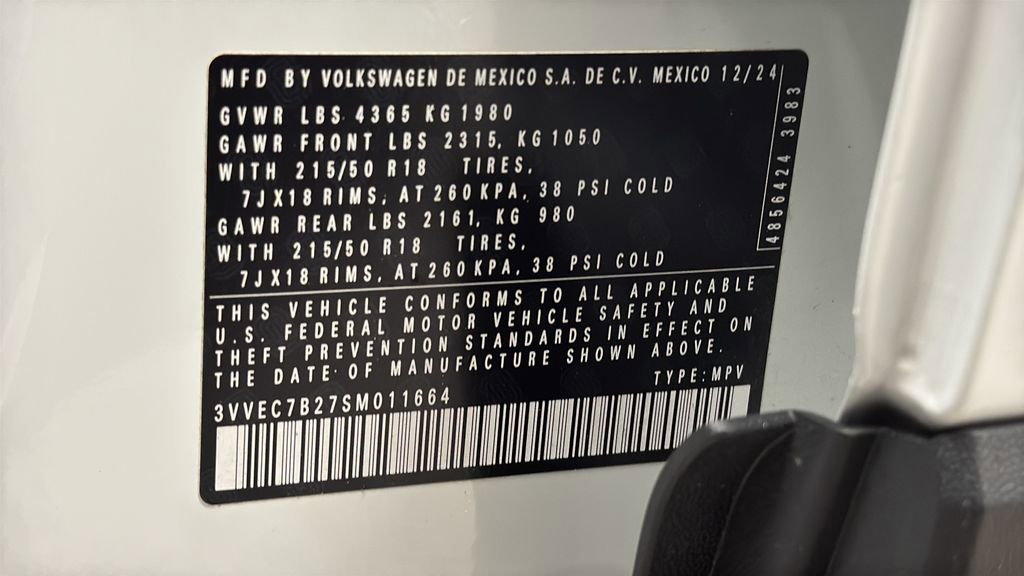 MFD BY VOLKSWAGEN DE MEXICO S.A. DE C.V. MEXICO 12/24
GVWR LBS 4365 KG 1980
GAWR FRONT LBS 2315, KG 1050
WITH 215/50 R18 TIRES,
7JX18 RIMS, AT 260 KPA, 38 PSI COLD
GAWR REAR LBS 2161, KG 980
WITH 215/50 R18 TIRES,
7JX18 RIMS, AT 260 KPA, 38 PSI COLD
4856424 3983
THIS VEHICLE CONFORMS TO ALL APPLICABLE
U.S. FEDERAL MOTOR VEHICLE SAFETY AND
THEFT PREVENTION STANDARDS IN EFFECT ON
THE DATE OF MANUFACTURE SHOWN ABOVE.
3VVEC7B27SM011664 TYPE: MPV